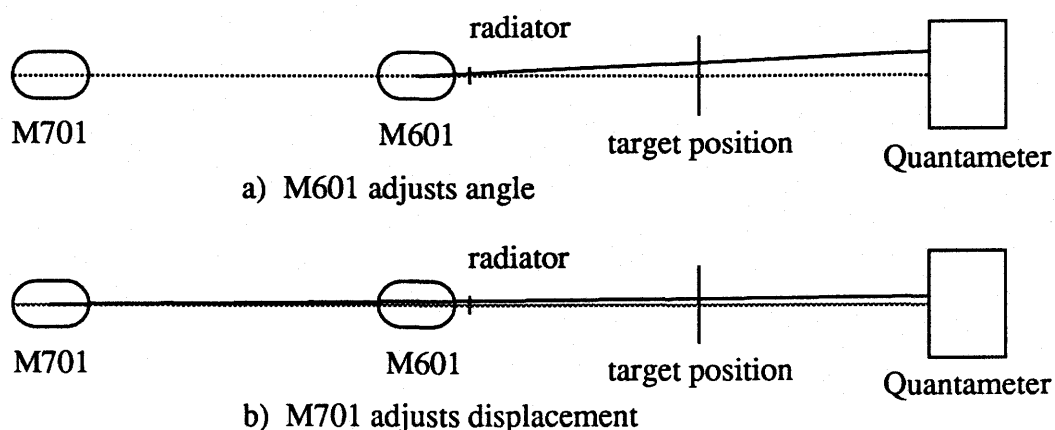 radiator
M701
M601
target position
Quantameter
a) M601 adjusts angle
radiator
M701
M601
target position
Quantameter
b) M701 adjusts displacement